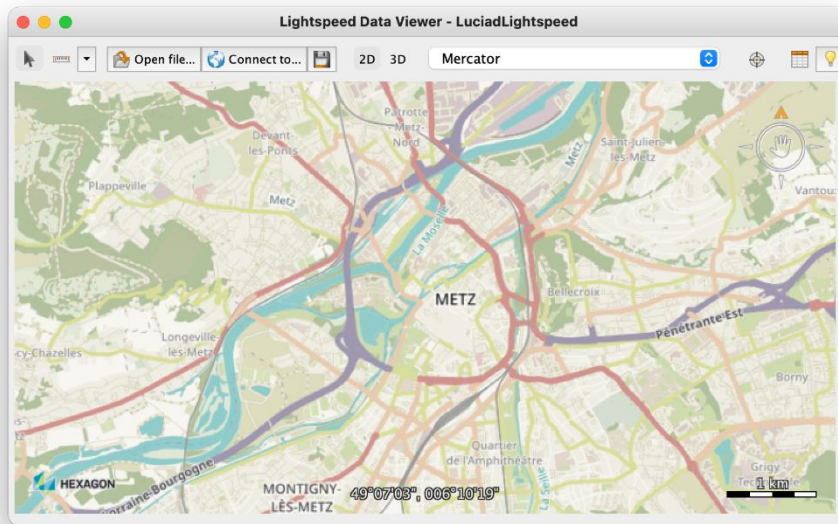 Lightspeed Data Viewer - LuciadLightspeed
Open file...
Connect to...
2D
3D
Mercator
Patrotte
-Metz-
Nord
Devant-
les-Ponts
Saint-Julien-
lès-Metz
Metz
Plappeville
Metz
Vantou
La Moselle
METZ
Bellecroix
Pénétrante Est
Longeville-
lès-Metz
cy-Chazelles
Borny
Quartier
de l'Amphithéâtre
Grigy
HEXAGON
orraine-Bourgogne
MONTIGNY-
LÈS-METZ
49°07'03", 006°10'19"
La Seille
1 km